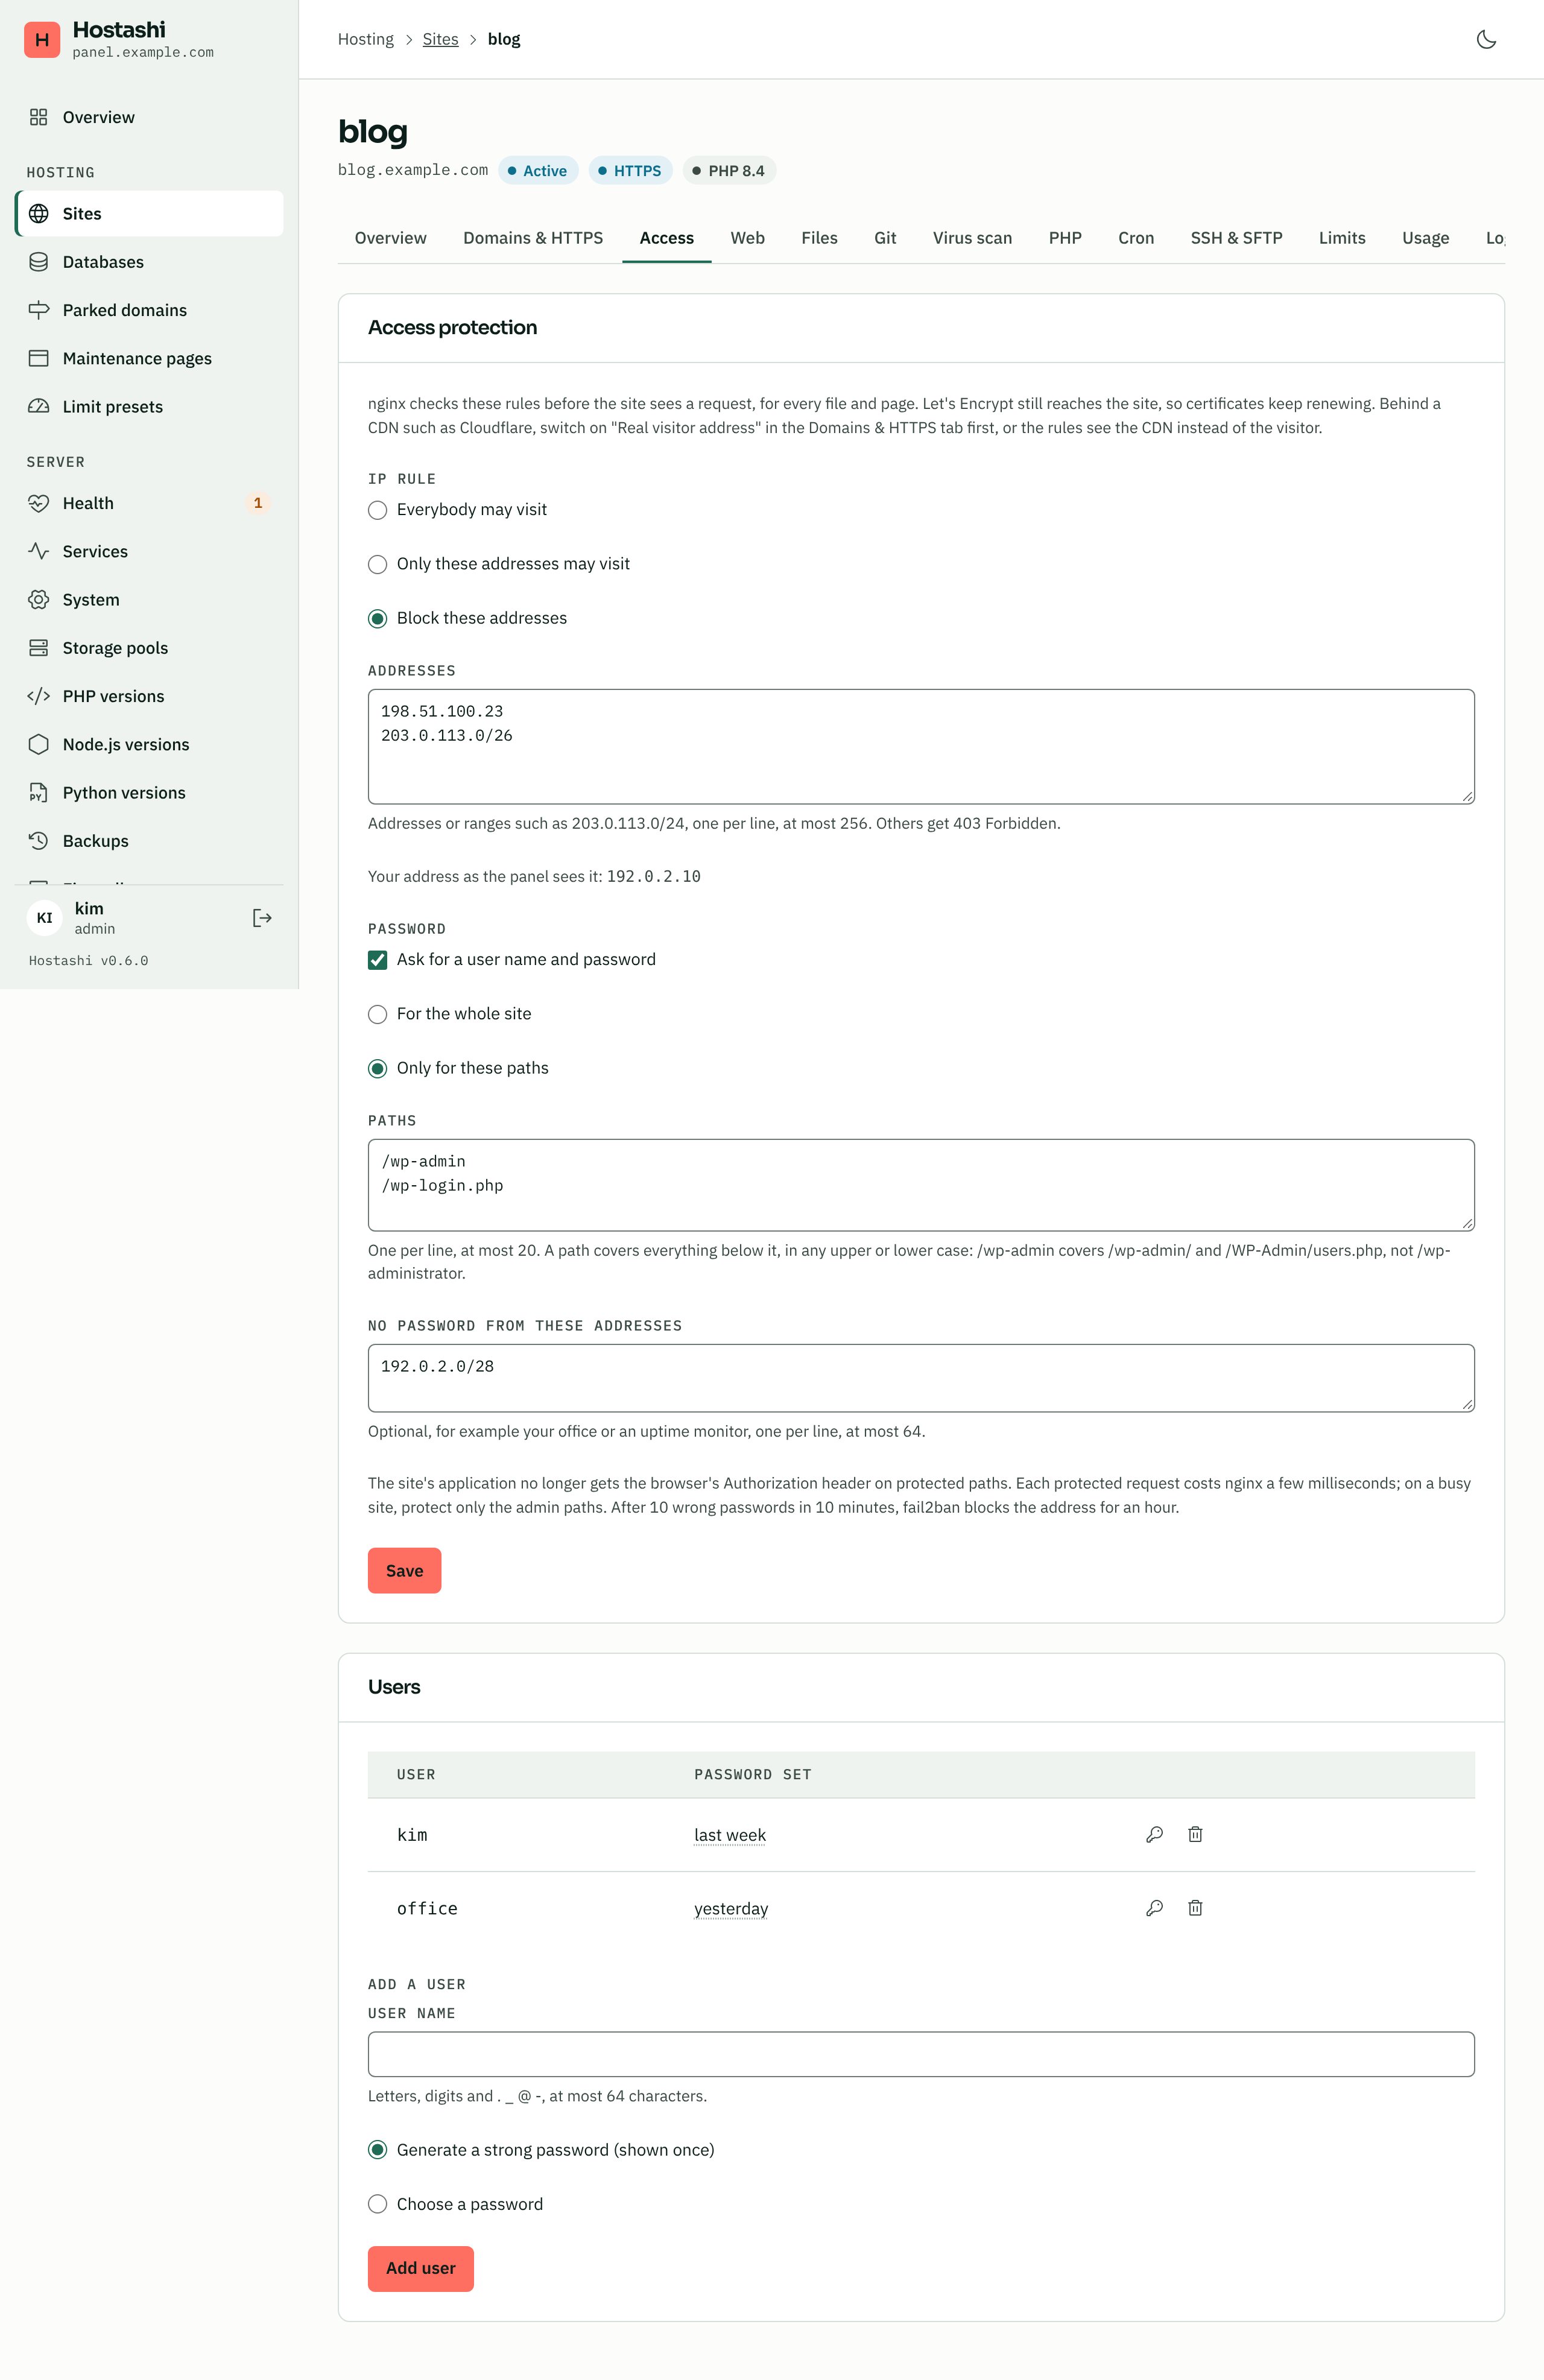 H
Hostashi
panel.example.com
Overview
HOSTING
Sites
Databases
Parked domains
Maintenance pages
Limit presets
SERVER
Health 1
Services
System
Storage pools
PHP versions
Node.js versions
PY Python versions
Backups
KI
kim
admin
Hostashi v0.6.0
Hosting > Sites > blog
blog
blog.example.com Active HTTPS PHP 8.4
Overview Domains & HTTPS Access Web Files Git Virus scan PHP Cron SSH & SFTP Limits Usage
Access protection
nginx checks these rules before the site sees a request, for every file and page. Let's Encrypt still reaches the site, so certificates keep renewing. Behind a
CDN such as Cloudflare, switch on "Real visitor address" in the Domains & HTTPS tab first, or the rules see the CDN instead of the visitor.
IP RULE
Everybody may visit
Only these addresses may visit
Block these addresses
ADDRESSES
198.51.100.23
203.0.113.0/26
Addresses or ranges such as 203.0.113.0/24, one per line, at most 256. Others get 403 Forbidden.
Your address as the panel sees it: 192.0.2.10
PASSWORD
Ask for a user name and password
For the whole site
Only for these paths
PATHS
/wp-admin
/wp-login.php
One per line, at most 20. A path covers everything below it, in any upper or lower case: /wp-admin covers /wp-admin/ and /WP-Admin/users.php, not /wp-
administrator.
NO PASSWORD FROM THESE ADDRESSES
192.0.2.0/28
Optional, for example your office or an uptime monitor, one per line, at most 64.
The site's application no longer gets the browser's Authorization header on protected paths. Each protected request costs nginx a few milliseconds; on a busy
site, protect only the admin paths. After 10 wrong passwords in 10 minutes, fail2ban blocks the address for an hour.
Save
Users
USER PASSWORD SET
kim last week
office yesterday
ADD A USER
USER NAME
Letters, digits and . _ @ -, at most 64 characters.
Generate a strong password (shown once)
Choose a password
Add user